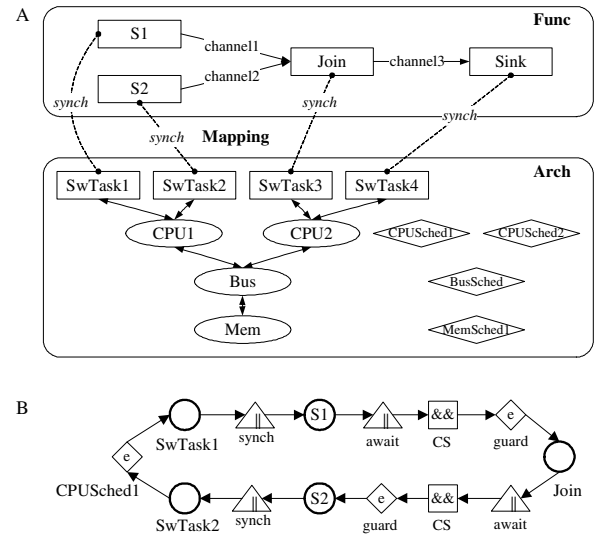 A
Func
S1
channel1
Join
channel3
Sink
S2
channel2
synch
synch
synch
synch
Mapping
Arch
SwTask1
SwTask2
SwTask3
SwTask4
CPU1
CPU2
CPUSched1
CPUSched2
Bus
BusSched
Mem
MemSched1
B
SwTask1
synch
||
S1
await
||
&&
CS
e
guard
e
CPUSched1
Join
SwTask2
synch
||
S2
e
guard
&&
CS
await
||